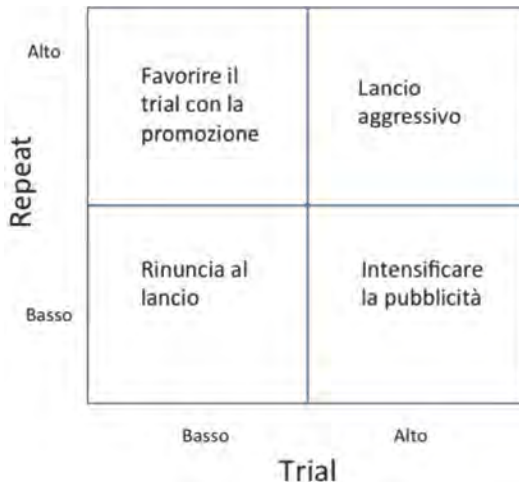 Alto
Favorire il
trial con la
promozione
Lancio
aggressivo
Repeat
Rinuncia al
lancio
Intensificare
la pubblicità
Basso
Basso
Alto
Trial